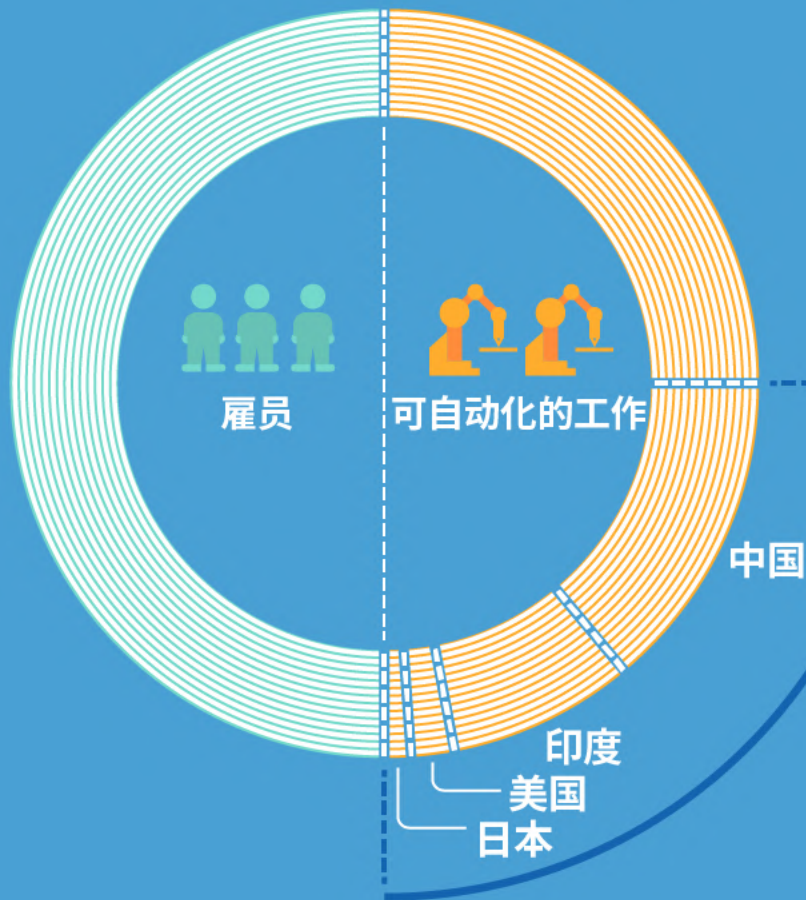 雇员
可自动化的工作
中国
印度
美国
日本